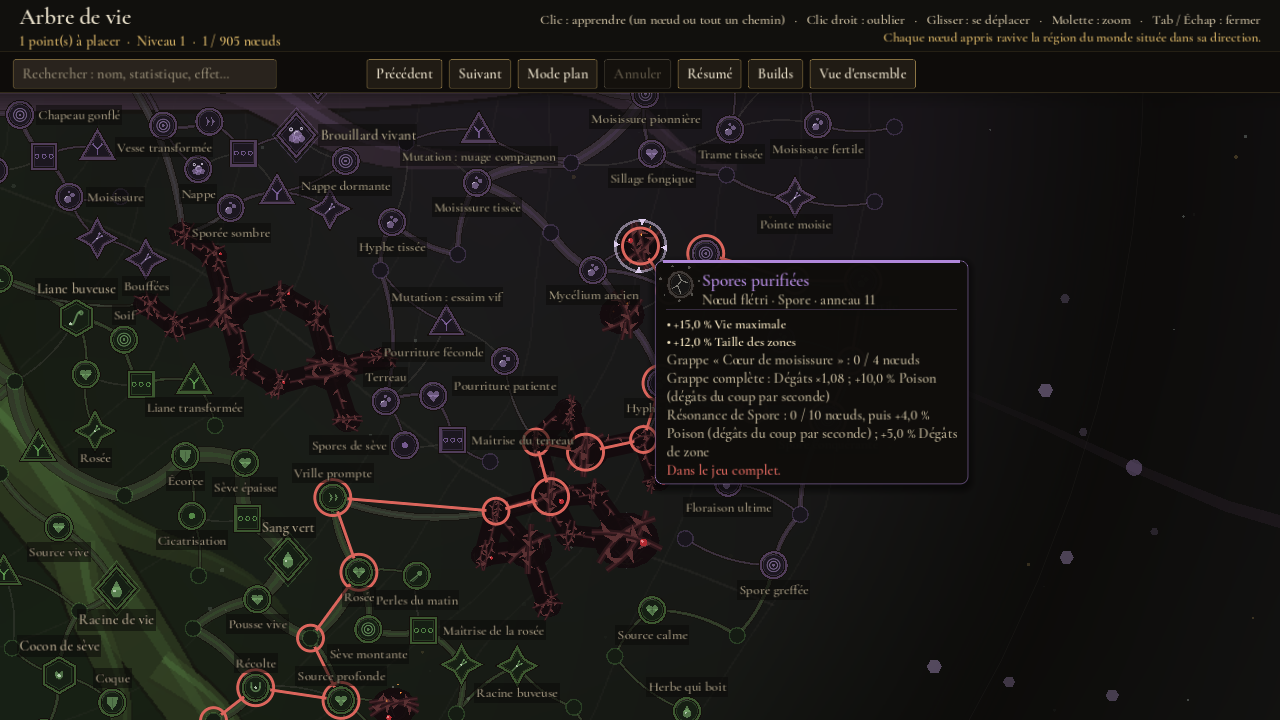 Arbre de vie
1 point(s) à placer · Niveau 1 · 1 / 905 nœuds
Clic : apprendre (un nœud ou tout un chemin) · Clic droit : oublier · Glisser : se déplacer · Molette : zoom · Tab / Échap : fermer
Chaque nœud appris ravive la région du monde située dans sa direction.
Rechercher : nom, statistique, effet...
Précédent
Suivant
Mode plan
Annuler
Résumé
Builds
Vue d'ensemble
Chapeau gonflé
Vesse transformée
Brouillard vivant
Mutation : nuage compagnon
Moisissure pionnière
Trame tissée
Moisissure fertile
Sillage fongique
Moisissure
Nappe
Nappe dormante
Moisissure tissée
Pointe moisie
Sporée sombre
Hyphe tissée
Liane buveuse
Bouffées
Soif
Mutation : essaim vif
Mycélium ancien
Spores purifiées
Nœud flétri · Spore · anneau 11
• +15,0 % Vie maximale
• +12,0 % Taille des zones
Grappe « Cœur de moisissure » : 0 / 4 nœuds
Grappe complète : Dégâts ×1,08 ; +10,0 % Poison
(dégâts du coup par seconde)
Résonance de Spore : 0 / 10 nœuds, puis +4,0 %
Poison (dégâts du coup par seconde) ; +5,0 % Dégâts
de zone
Dans le jeu complet.
Pourriture féconde
Terreau
Pourriture patiente
Liane transformée
Hyph
Spores de sève
Maîtrise du terreau
Rosée
Écorce
Sève épaisse
Vrille prompte
Floraison ultime
Cicatrisation
Sang vert
Source vive
Spore greffée
Racine de vie
Pousse vive
Rosée
Perles du matin
Maîtrise de la rosée
Source calme
Cocon de sève
Sève montante
Récolte
Source profonde
Coque
Racine buveuse
Herbe qui boit